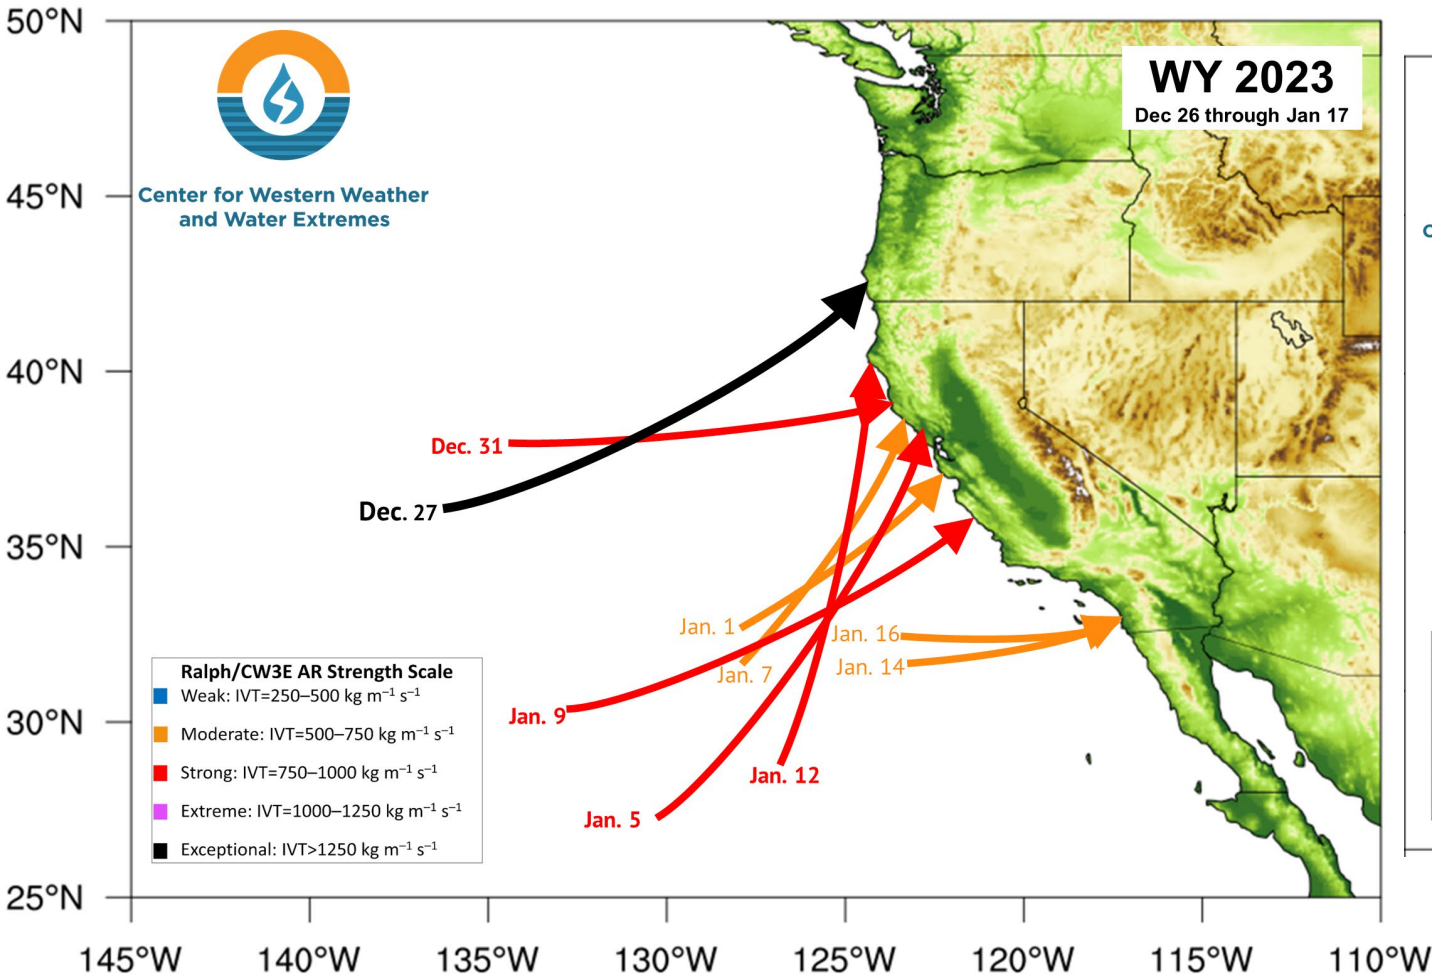 50°N
45°N
40°N
35°N
30°N
25°N
Center for Western Weather
and Water Extremes
WY 2023
Dec 26 through Jan 17
Dec. 31
Dec. 27
Jan. 1
Jan. 16
Jan. 7
Jan. 14
Jan. 9
Jan. 12
Jan. 5
Ralph/CW3E AR Strength Scale
Weak: IVT=250–500 kg m⁻¹ s⁻¹
Moderate: IVT=500–750 kg m⁻¹ s⁻¹
Strong: IVT=750–1000 kg m⁻¹ s⁻¹
Extreme: IVT=1000–1250 kg m⁻¹ s⁻¹
Exceptional: IVT>1250 kg m⁻¹ s⁻¹
145°W 140°W 135°W 130°W 125°W 120°W 115°W 110°W